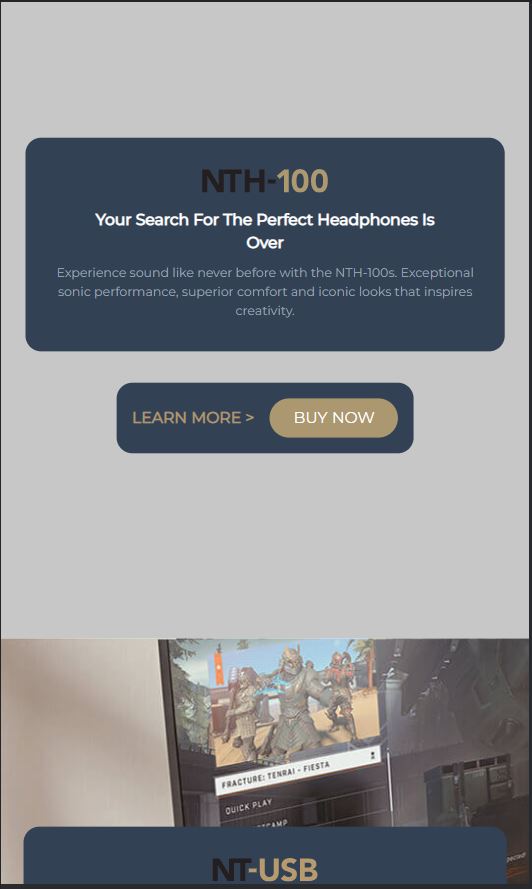 NTH-100
Your Search For The Perfect Headphones Is
Over
Experience sound like never before with the NTH-100s. Exceptional
sonic performance, superior comfort and iconic looks that inspires
creativity.
LEARN MORE > BUY NOW
FRACTURE: TENRAI - FIESTA
QUICK PLAY
NT-USB